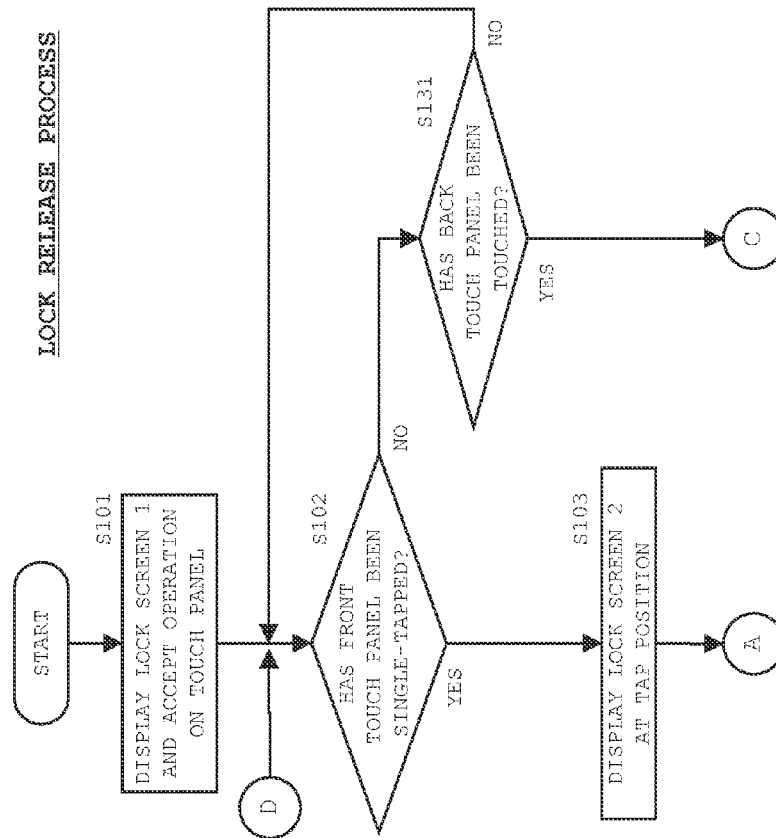 LOCK RELEASE PROCESS
START
S101
DISPLAY LOCK SCREEN 1
AND ACCEPT OPERATION
ON TOUCH PANEL
D
S102
HAS FRONT
TOUCH PANEL BEEN
SINGLE-TAPPED?
NO
YES
S131
HAS BACK
TOUCH PANEL BEEN
TOUCHED?
NO
YES
S103
DISPLAY LOCK SCREEN 2
AT TAP POSITION
A
C